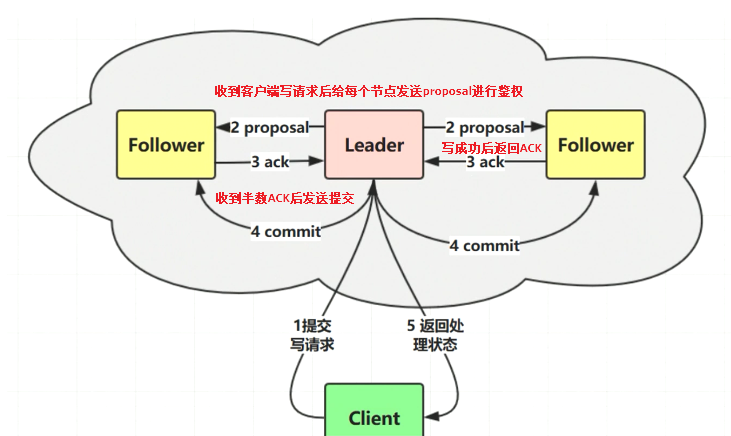 收到客户端写请求后给每个节点发送proposal进行鉴权
Follower
2 proposal
Leader
2 proposal
Follower
写成功后返回ACK
3 ack
3 ack
收到半数ACK后发送提交
4 commit
4 commit
1提交
写请求
5 返回处
理状态
Client